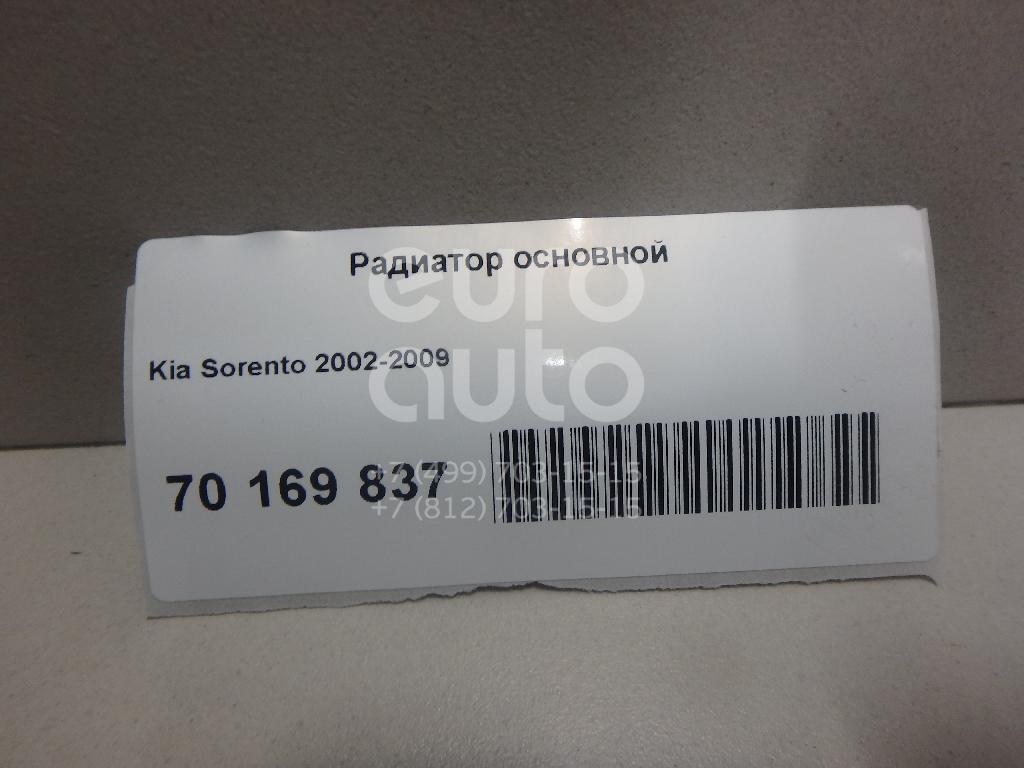 Радиатор основной
euro
auto
Kia Sorento 2002-2009
70 169 837
+7 (499) 703-15-15
+7 (812) 703-15-15